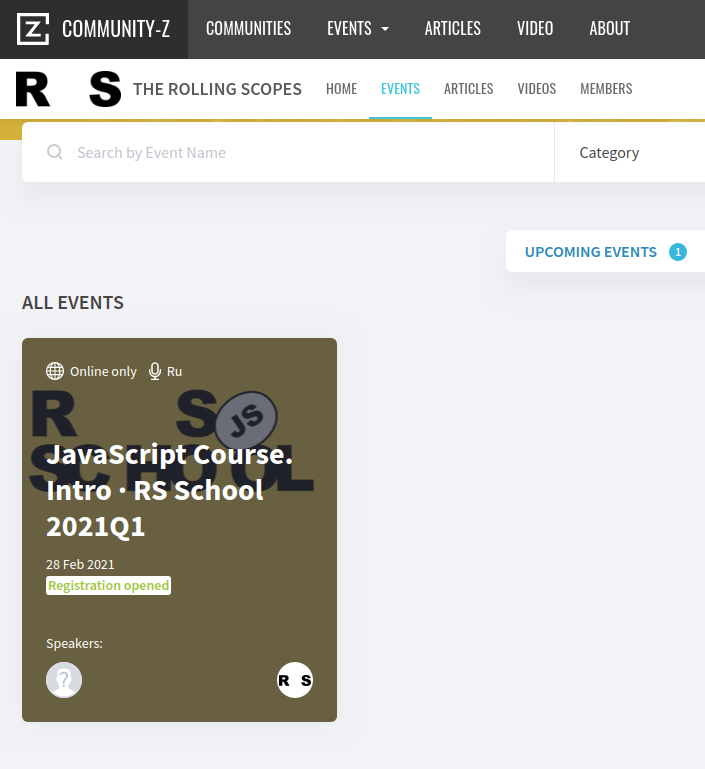 COMMUNITY-Z
COMMUNITIES EVENTS ARTICLES VIDEO ABOUT
R S THE ROLLING SCOPES HOME EVENTS ARTICLES VIDEOS MEMBERS
Search by Event Name Category
UPCOMING EVENTS 1
ALL EVENTS
Online only Ru
R S JS
SCHOOL
JavaScript Course.
Intro · RS School
2021Q1
28 Feb 2021
Registration opened
Speakers:
? R S